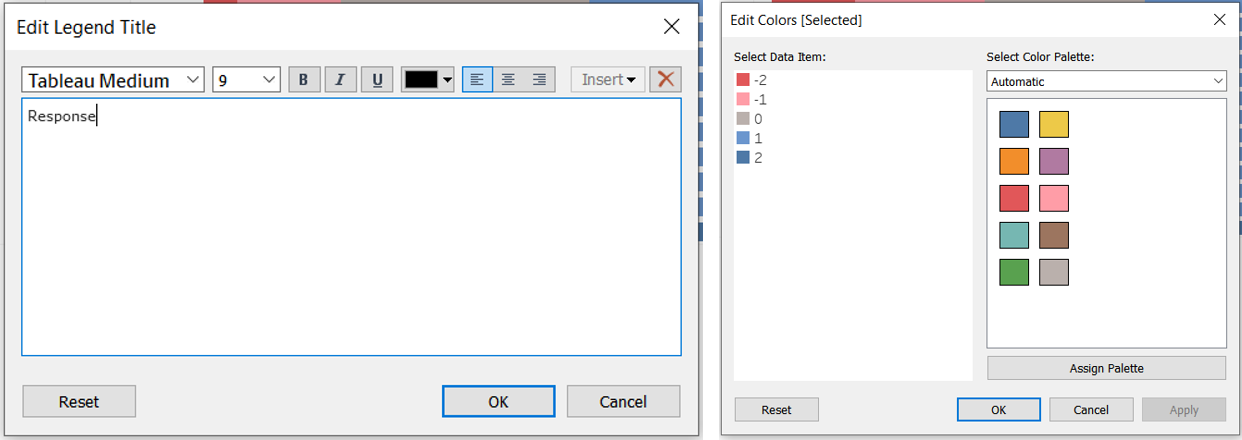 Edit Legend Title
Tableau Medium 9 B I U Insert
Response
Reset OK Cancel
Edit Colors [Selected]
Select Data Item:
-2
-1
0
1
2
Select Color Palette:
Automatic
Assign Palette
Reset OK Cancel Apply